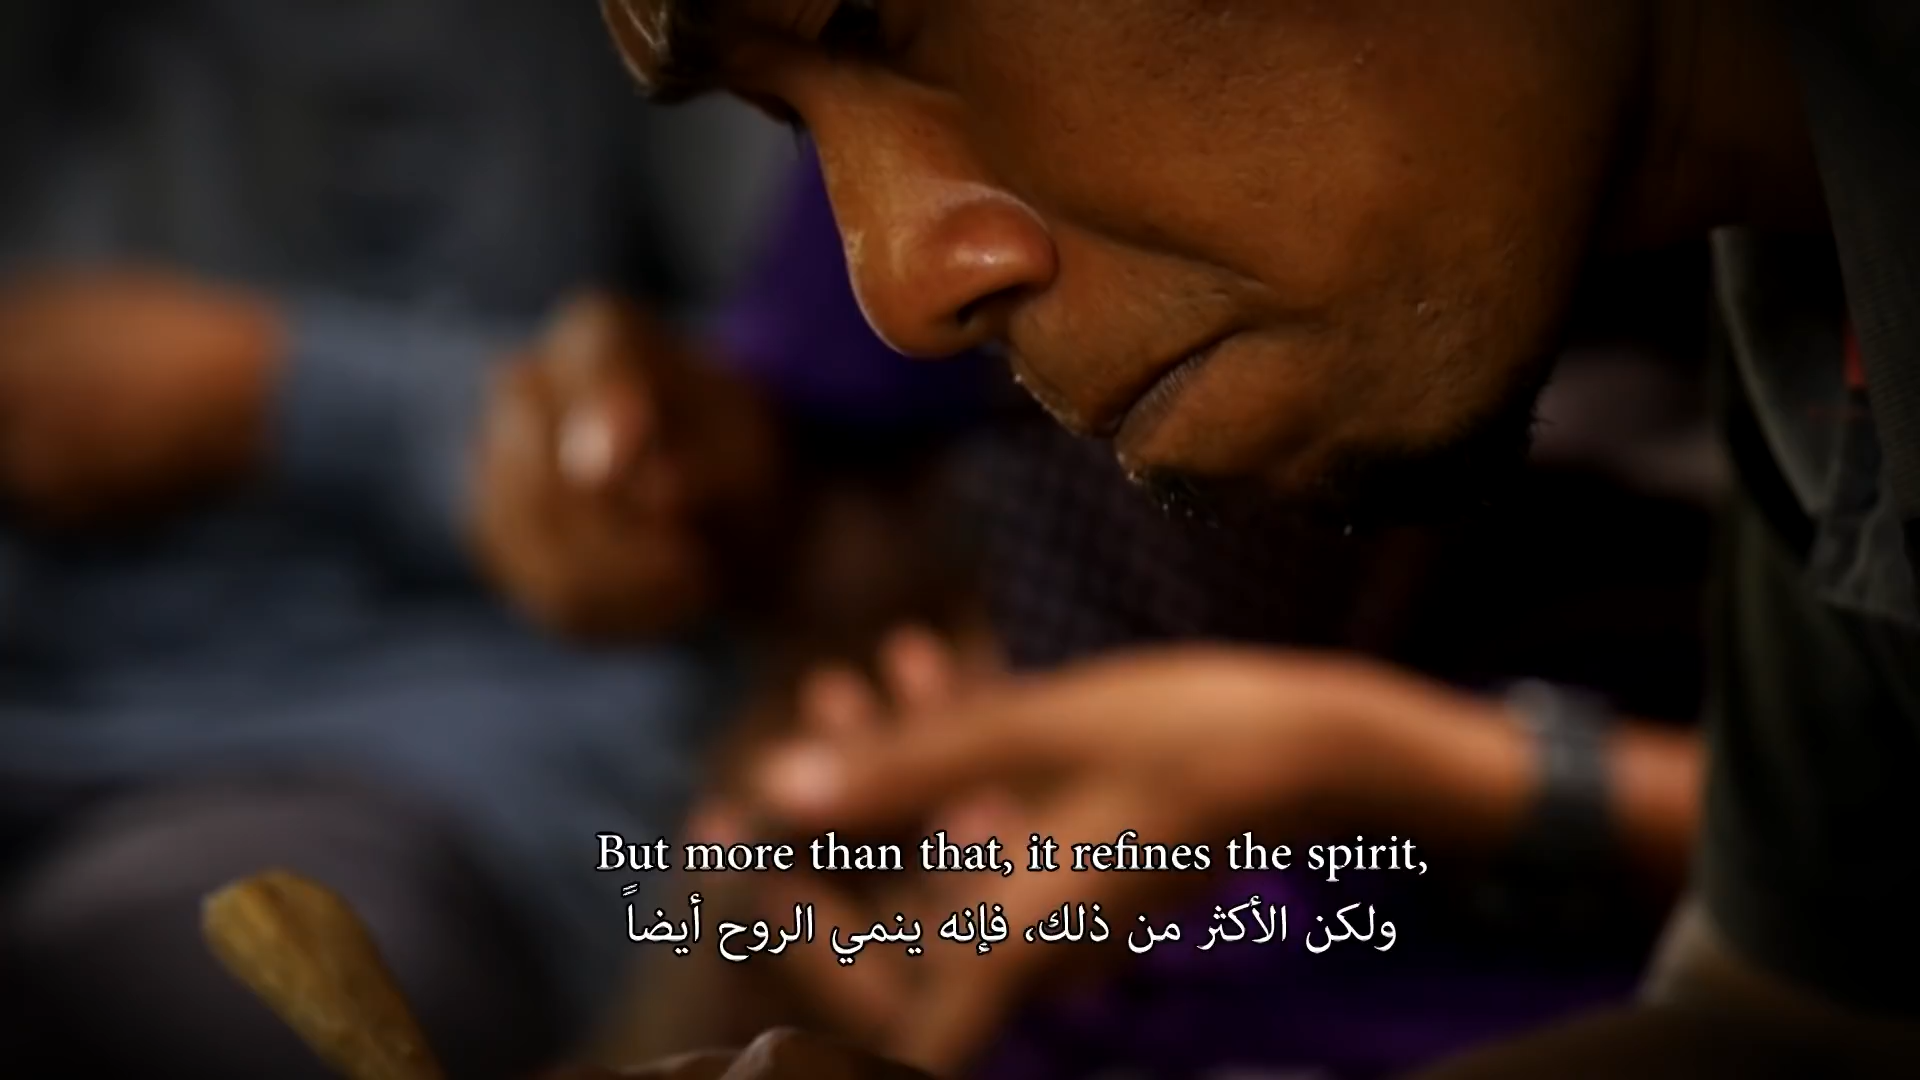 But more than that, it refines the spirit,
ولكن الأكثر من ذلك، فإنه ينمي الروح أيضاً